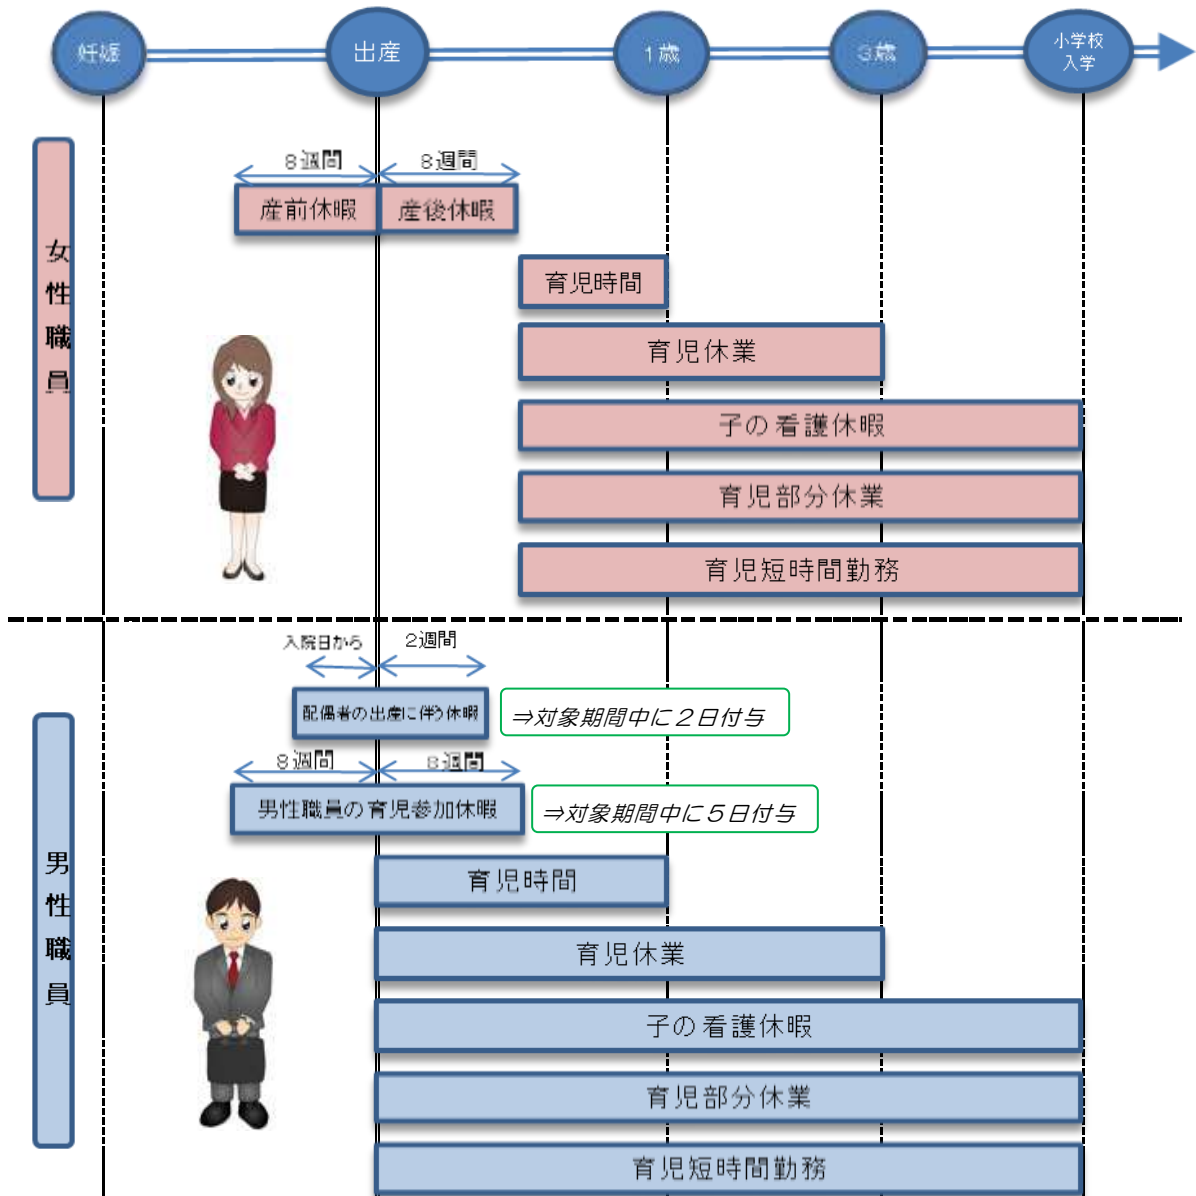 妊娠
出産
1歳
3歳
小学校
入学
女性職員
8週間
8週間
産前休暇
産後休暇
育児時間
育児休業
子の看護休暇
育児部分休業
育児短時間勤務
男性職員
入院日から
2週間
配偶者の出産に伴う休暇
⇒対象期間中に2日付与
8週間
8週間
男性職員の育児参加休暇
⇒対象期間中に5日付与
育児時間
育児休業
子の看護休暇
育児部分休業
育児短時間勤務